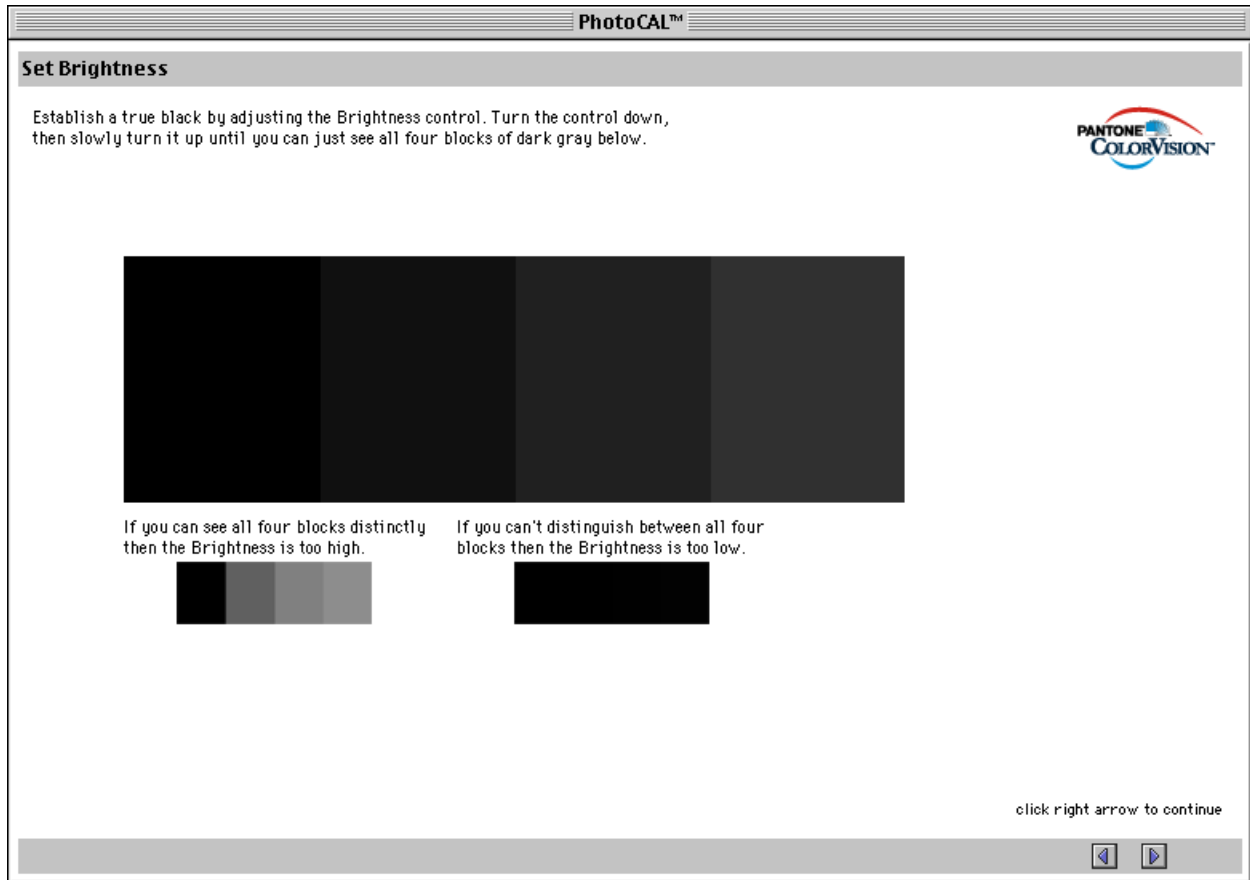 PhotoCAL™
Set Brightness
Establish a true black by adjusting the Brightness control. Turn the control down,
then slowly turn it up until you can just see all four blocks of dark gray below.
PANTONE
COLORVISION™
If you can see all four blocks distinctly
then the Brightness is too high.
If you can't distinguish between all four
blocks then the Brightness is too low.
click right arrow to continue